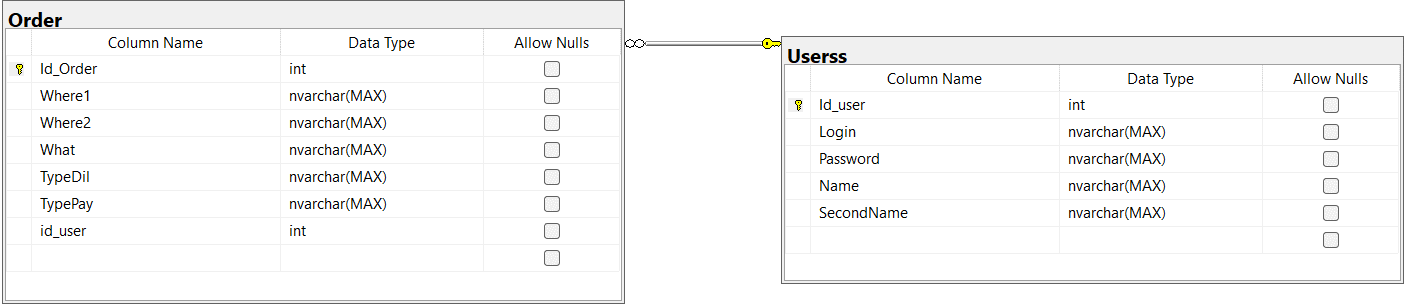 Order
Column Name Data Type Allow Nulls
Id_Order int
Where1 nvarchar(MAX)
Where2 nvarchar(MAX)
What nvarchar(MAX)
TypeDil nvarchar(MAX)
TypePay nvarchar(MAX)
id_user int
Userss
Column Name Data Type Allow Nulls
Id_user int
Login nvarchar(MAX)
Password nvarchar(MAX)
Name nvarchar(MAX)
SecondName nvarchar(MAX)